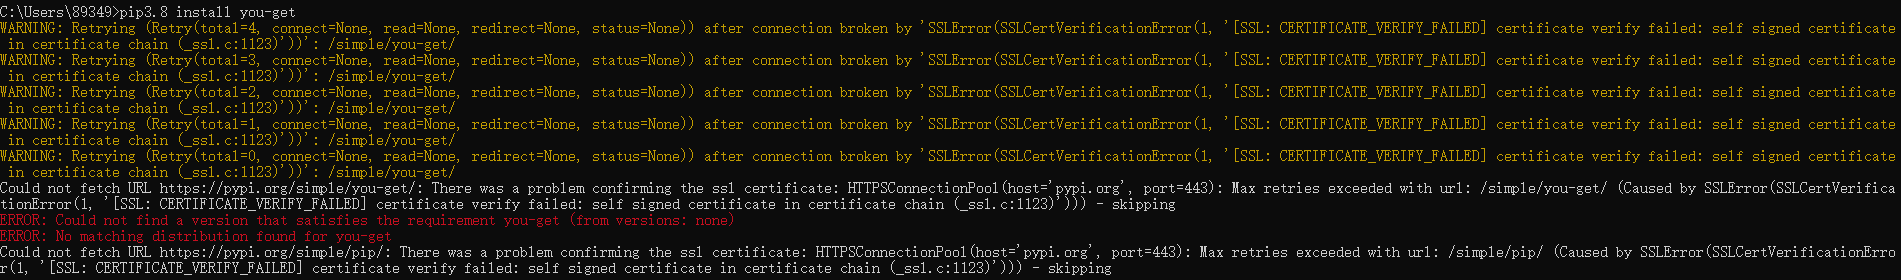 C:\Users\89349>pip3.8 install you-get
WARNING: Retrying (Retry(total=4, connect=None, read=None, redirect=None, status=None)) after connection broken by 'SSLError(SSLCertVerificationError(1, '[SSL: CERTIFICATE_VERIFY_FAILED] certificate verify failed: self signed certificate
 in certificate chain (_ssl.c:1123)'))': /simple/you-get/
WARNING: Retrying (Retry(total=3, connect=None, read=None, redirect=None, status=None)) after connection broken by 'SSLError(SSLCertVerificationError(1, '[SSL: CERTIFICATE_VERIFY_FAILED] certificate verify failed: self signed certificate
 in certificate chain (_ssl.c:1123)'))': /simple/you-get/
WARNING: Retrying (Retry(total=2, connect=None, read=None, redirect=None, status=None)) after connection broken by 'SSLError(SSLCertVerificationError(1, '[SSL: CERTIFICATE_VERIFY_FAILED] certificate verify failed: self signed certificate
 in certificate chain (_ssl.c:1123)'))': /simple/you-get/
WARNING: Retrying (Retry(total=1, connect=None, read=None, redirect=None, status=None)) after connection broken by 'SSLError(SSLCertVerificationError(1, '[SSL: CERTIFICATE_VERIFY_FAILED] certificate verify failed: self signed certificate
 in certificate chain (_ssl.c:1123)'))': /simple/you-get/
WARNING: Retrying (Retry(total=0, connect=None, read=None, redirect=None, status=None)) after connection broken by 'SSLError(SSLCertVerificationError(1, '[SSL: CERTIFICATE_VERIFY_FAILED] certificate verify failed: self signed certificate
 in certificate chain (_ssl.c:1123)'))': /simple/you-get/
Could not fetch URL https://pypi.org/simple/you-get/: There was a problem confirming the ssl certificate: HTTPSConnectionPool(host='pypi.org', port=443): Max retries exceeded with url: /simple/you-get/ (Caused by SSLError(SSLCertVerifica
tionError(1, '[SSL: CERTIFICATE_VERIFY_FAILED] certificate verify failed: self signed certificate in certificate chain (_ssl.c:1123)'))) - skipping
ERROR: Could not find a version that satisfies the requirement you-get (from versions: none)
ERROR: No matching distribution found for you-get
Could not fetch URL https://pypi.org/simple/pip/: There was a problem confirming the ssl certificate: HTTPSConnectionPool(host='pypi.org', port=443): Max retries exceeded with url: /simple/pip/ (Caused by SSLError(SSLCertVerificationErro
r(1, '[SSL: CERTIFICATE_VERIFY_FAILED] certificate verify failed: self signed certificate in certificate chain (_ssl.c:1123)'))) - skipping